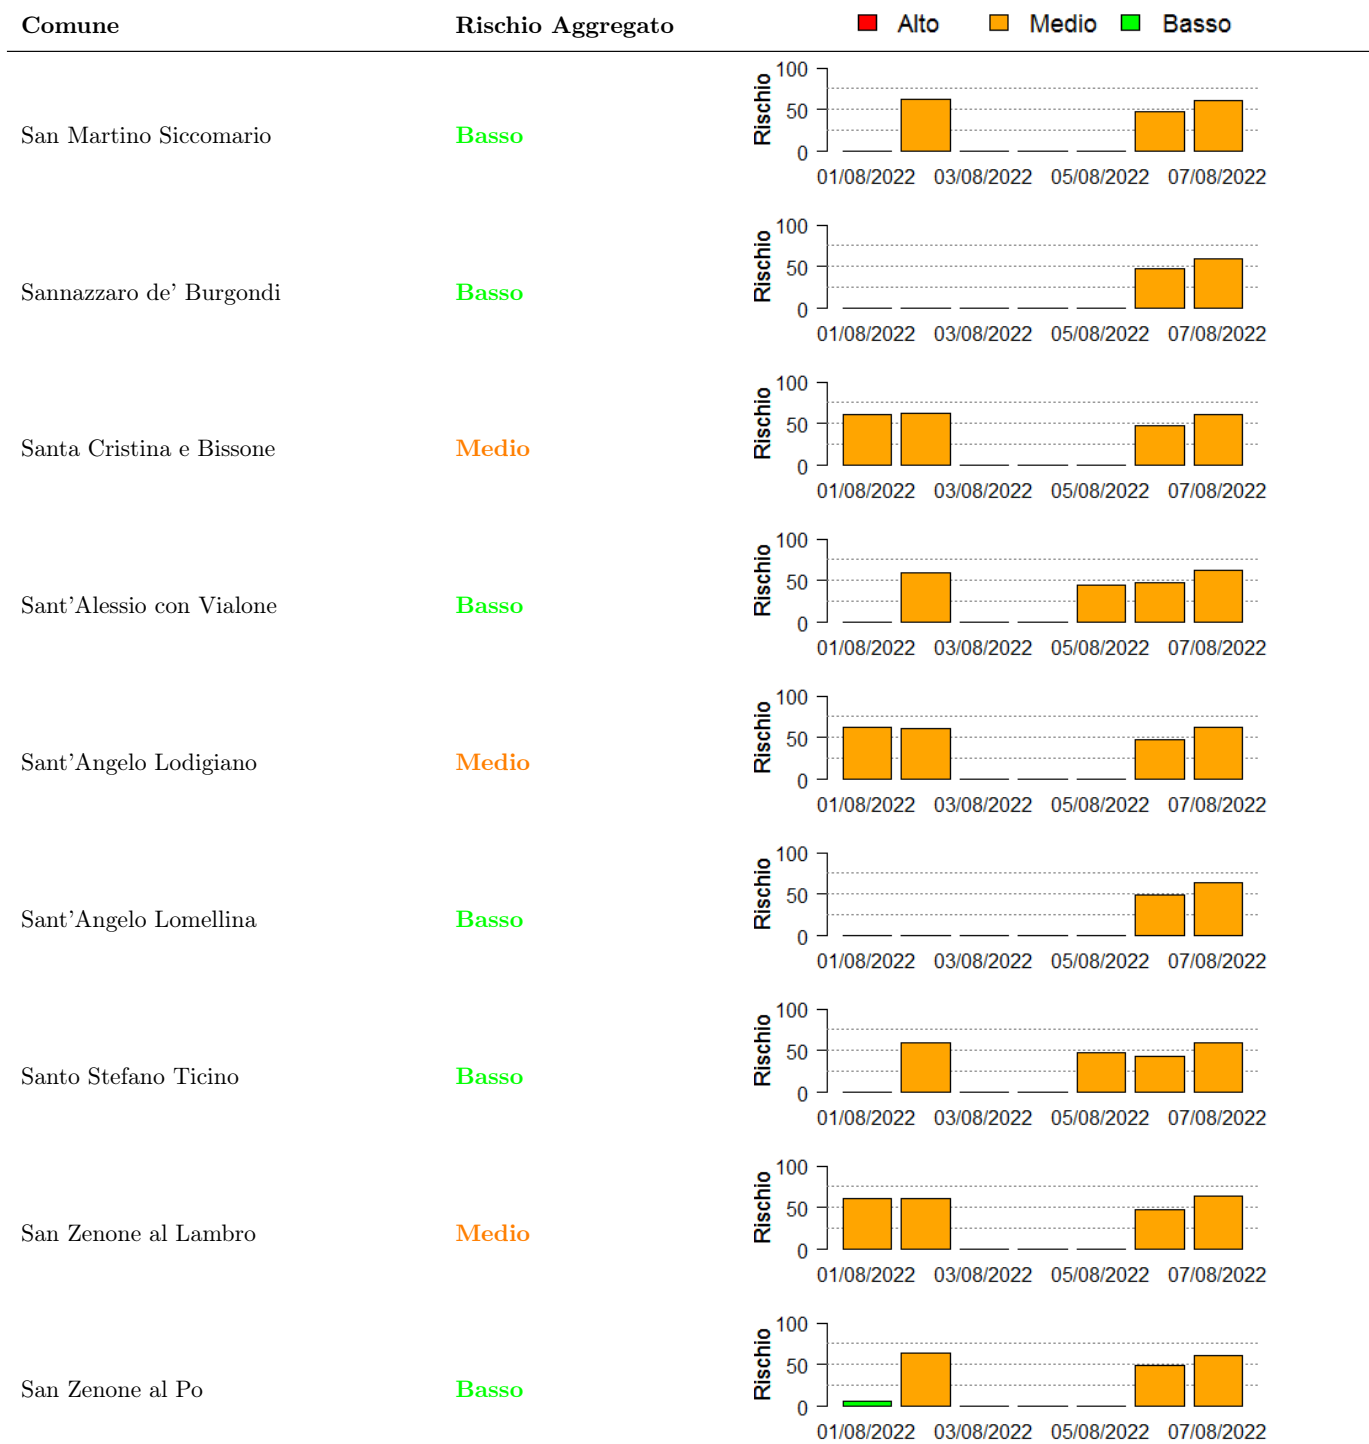 Comune Rischio Aggregato Alto Medio Basso
San Martino Siccomario Basso
Rischio
100
50
0
01/08/2022 03/08/2022 05/08/2022 07/08/2022
Sannazzaro de' Burgondi Basso
Rischio
100
50
0
01/08/2022 03/08/2022 05/08/2022 07/08/2022
Santa Cristina e Bissone Medio
Rischio
100
50
0
01/08/2022 03/08/2022 05/08/2022 07/08/2022
Sant'Alessio con Vialone Basso
Rischio
100
50
0
01/08/2022 03/08/2022 05/08/2022 07/08/2022
Sant'Angelo Lodigiano Medio
Rischio
100
50
0
01/08/2022 03/08/2022 05/08/2022 07/08/2022
Sant'Angelo Lomellina Basso
Rischio
100
50
0
01/08/2022 03/08/2022 05/08/2022 07/08/2022
Santo Stefano Ticino Basso
Rischio
100
50
0
01/08/2022 03/08/2022 05/08/2022 07/08/2022
San Zenone al Lambro Medio
Rischio
100
50
0
01/08/2022 03/08/2022 05/08/2022 07/08/2022
San Zenone al Po Basso
Rischio
100
50
0
01/08/2022 03/08/2022 05/08/2022 07/08/2022